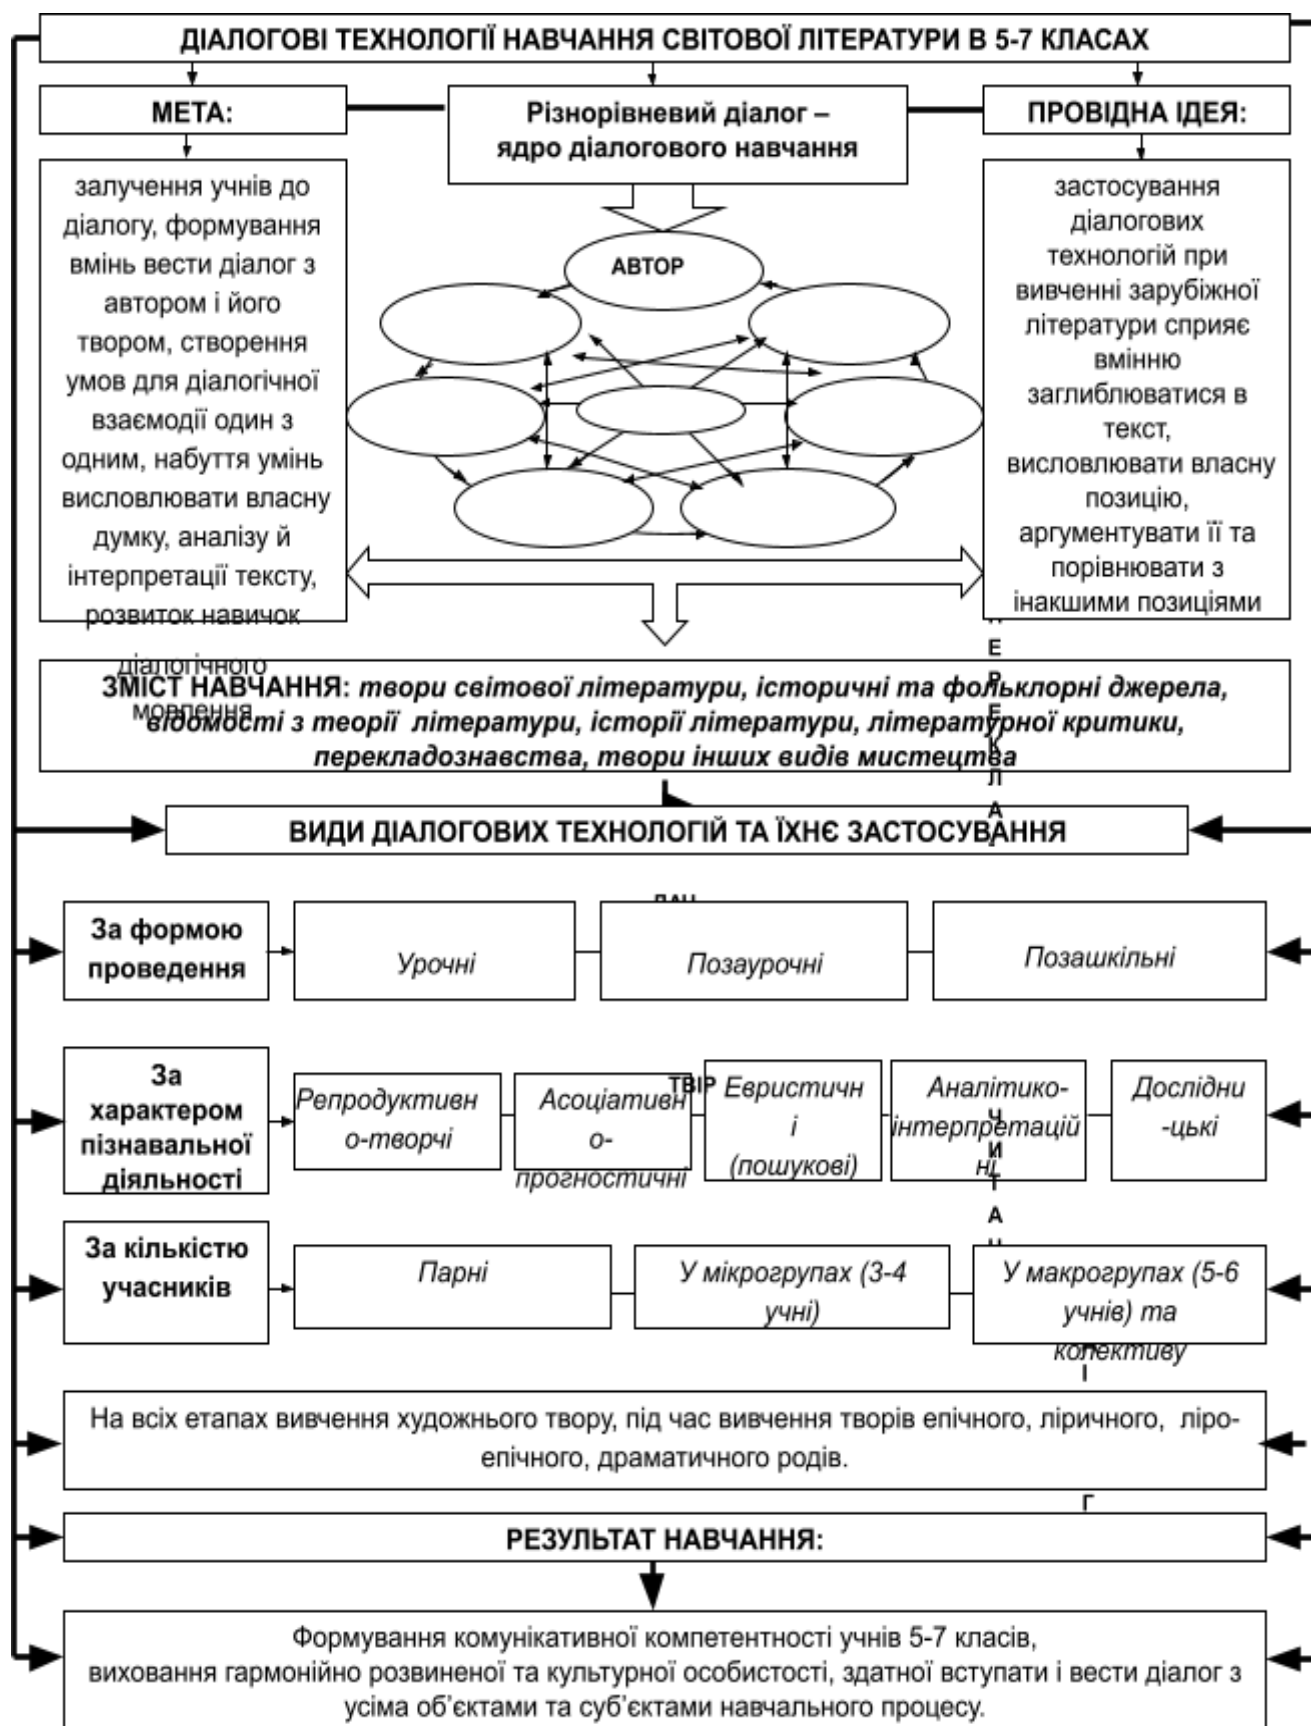 ДІАЛОГОВІ ТЕХНОЛОГІЇ НАВЧАННЯ СВІТОВОЇ ЛІТЕРАТУРИ В 5-7 КЛАСАХ
МЕТА:
Різнорівневий діалог –
ядро діалогового навчання
ПРОВІДНА ІДЕЯ:
залучення учнів до
діалогу, формування
вмінь вести діалог з
автором і його
твором, створення
умов для діалогічної
взаємодії один з
одним, набуття умінь
висловлювати власну
думку, аналізу й
інтерпретації тексту,
розвиток навичок
діалогічного
мовлення
АВТОР
застосування
діалогових
технологій при
вивченні зарубіжної
літератури сприяє
вмінню
заглиблюватися в
текст,
висловлювати власну
позицію,
аргументувати її та
порівнювати з
інакшими позиціями
Е
Р
Е
К
Л
А
ЗМІСТ НАВЧАННЯ: твори світової літератури, історичні та фольклорні джерела,
відомості з теорії літератури, історії літератури, літературної критики,
перекладознавства, твори інших видів мистецтва
ВИДИ ДІАЛОГОВИХ ТЕХНОЛОГІЙ ТА ЇХНЄ ЗАСТОСУВАННЯ
За формою
проведення
Урочні
Позаурочні
Позашкільні
За
характером
пізнавальної
діяльності
Репродуктивн
о-творчі
Асоціативн
о-
прогностичні
ТВІР
Евристичн
і
(пошукові)
Аналітико-
інтерпретацій
ні
Дослідни
-цькі
Ч
И
Т
А
За кількістю
учасників
Парні
У мікрогрупах (3-4
учні)
У макрогрупах (5-6
учнів) та
колективу
І
На всіх етапах вивчення художнього твору, під час вивчення творів епічного, ліричного, ліро-
епічного, драматичного родів.
Г
РЕЗУЛЬТАТ НАВЧАННЯ:
Формування комунікативної компетентності учнів 5-7 класів,
виховання гармонійно розвиненої та культурної особистості, здатної вступати і вести діалог з
усіма об’єктами та суб’єктами навчального процесу.